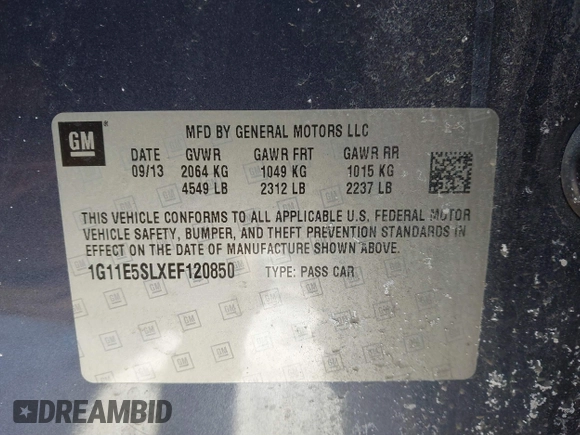 GM
MFD BY GENERAL MOTORS LLC
DATE GVWR GAWR FRT GAWR RR
09/13 2064 KG 1049 KG 1015 KG
4549 LB 2312 LB 2237 LB
THIS VEHICLE CONFORMS TO ALL APPLICABLE U.S. FEDERAL MOTOR
VEHICLE SAFETY, BUMPER, AND THEFT PREVENTION STANDARDS IN
EFFECT ON THE DATE OF MANUFACTURE SHOWN ABOVE.
1G11E5SLXEF120850 TYPE: PASS CAR
DREAMBID